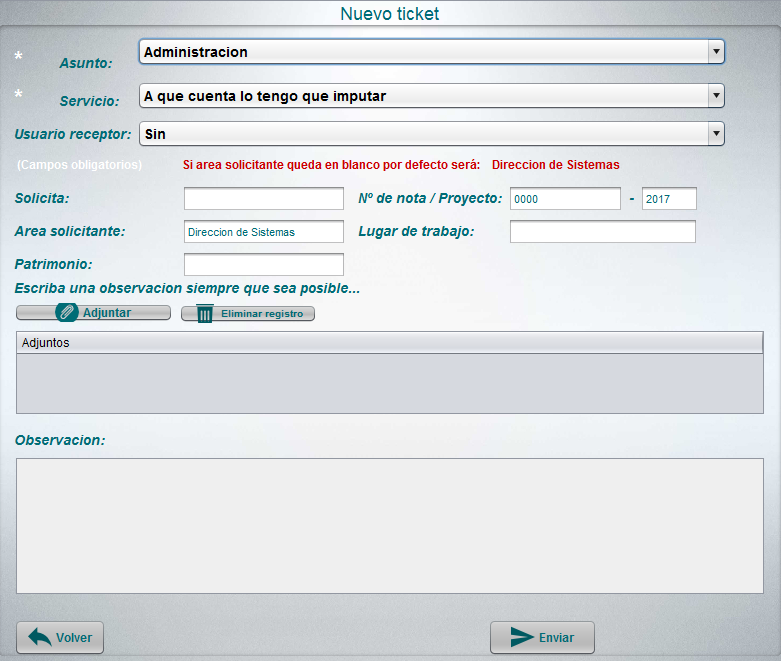 Nuevo ticket
* Asunto: Administracion
* Servicio: A que cuenta lo tengo que imputar
Usuario receptor: Sin
(Campos obligatorios) Si area solicitante queda en blanco por defecto será: Direccion de Sistemas
Solicita: Nº de nota / Proyecto: 0000 - 2017
Area solicitante: Direccion de Sistemas Lugar de trabajo:
Patrimonio:
Escriba una observacion siempre que sea posible...
Adjuntar Eliminar registro
Adjuntos
Observacion:
Volver Enviar